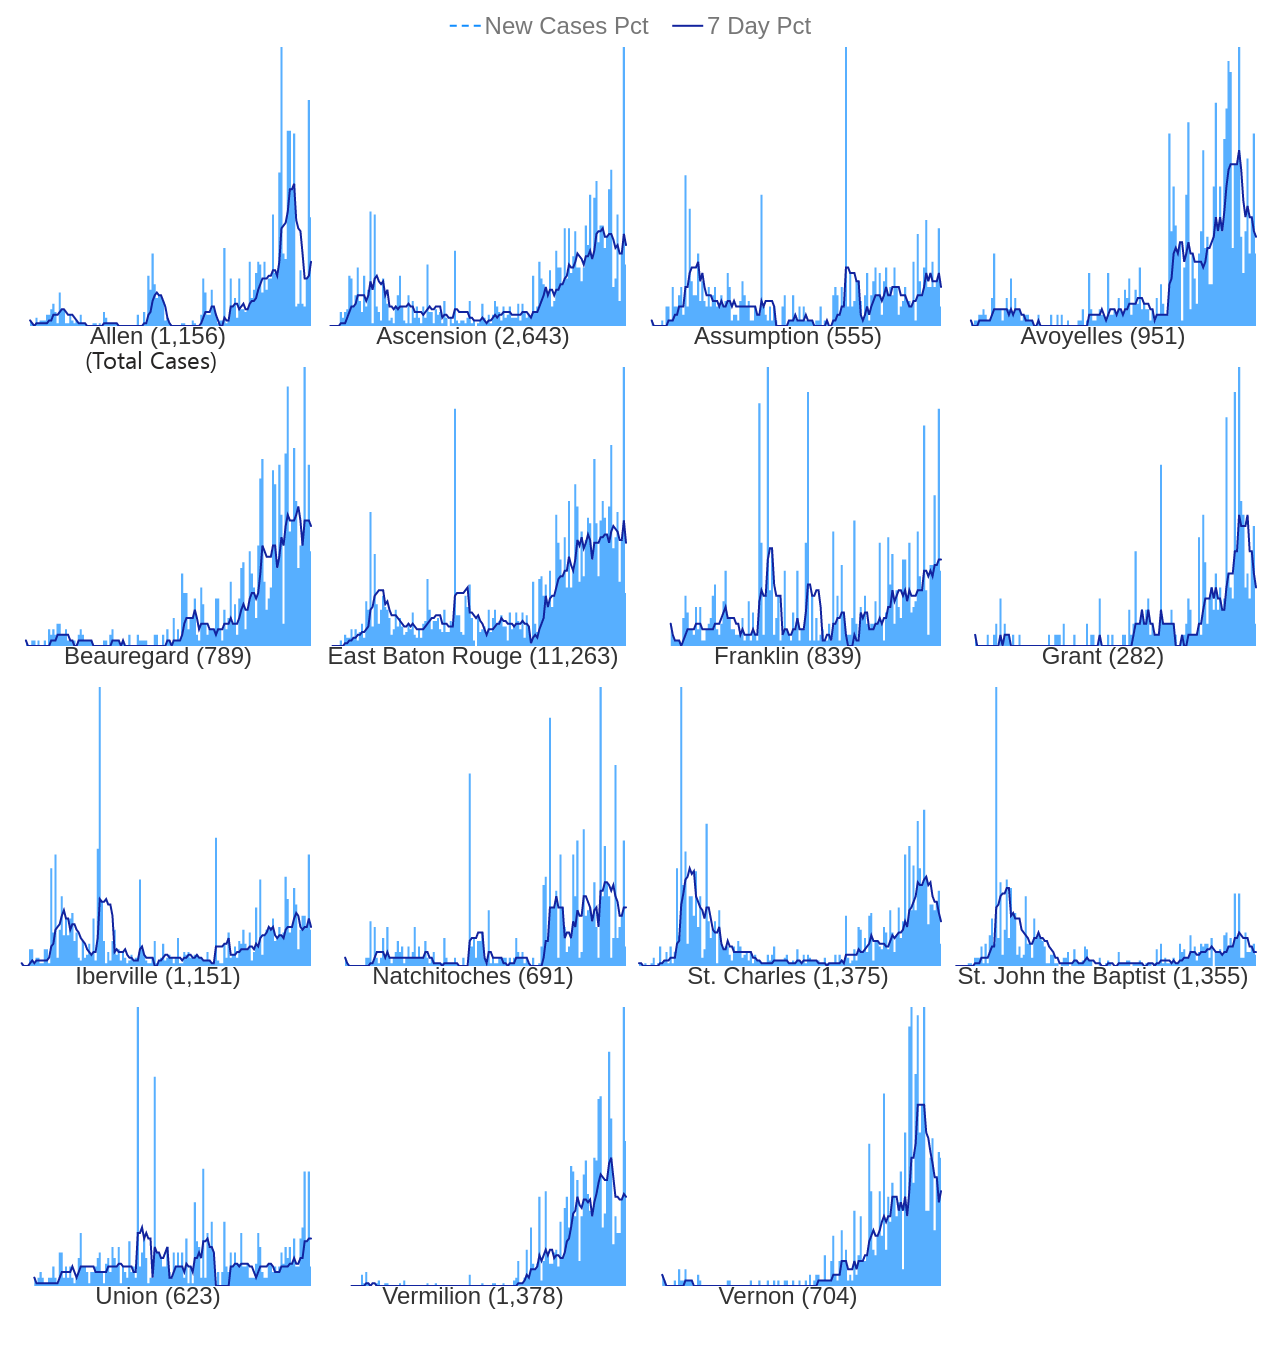 New Cases Pct 7 Day Pct
Allen (1,156) Ascension (2,643) Assumption (555) Avoyelles (951)
(Total Cases)
Beauregard (789) East Baton Rouge (11,263) Franklin (839) Grant (282)
Iberville (1,151) Natchitoches (691) St. Charles (1,375) St. John the Baptist (1,355)
Union (623) Vermilion (1,378) Vernon (704)